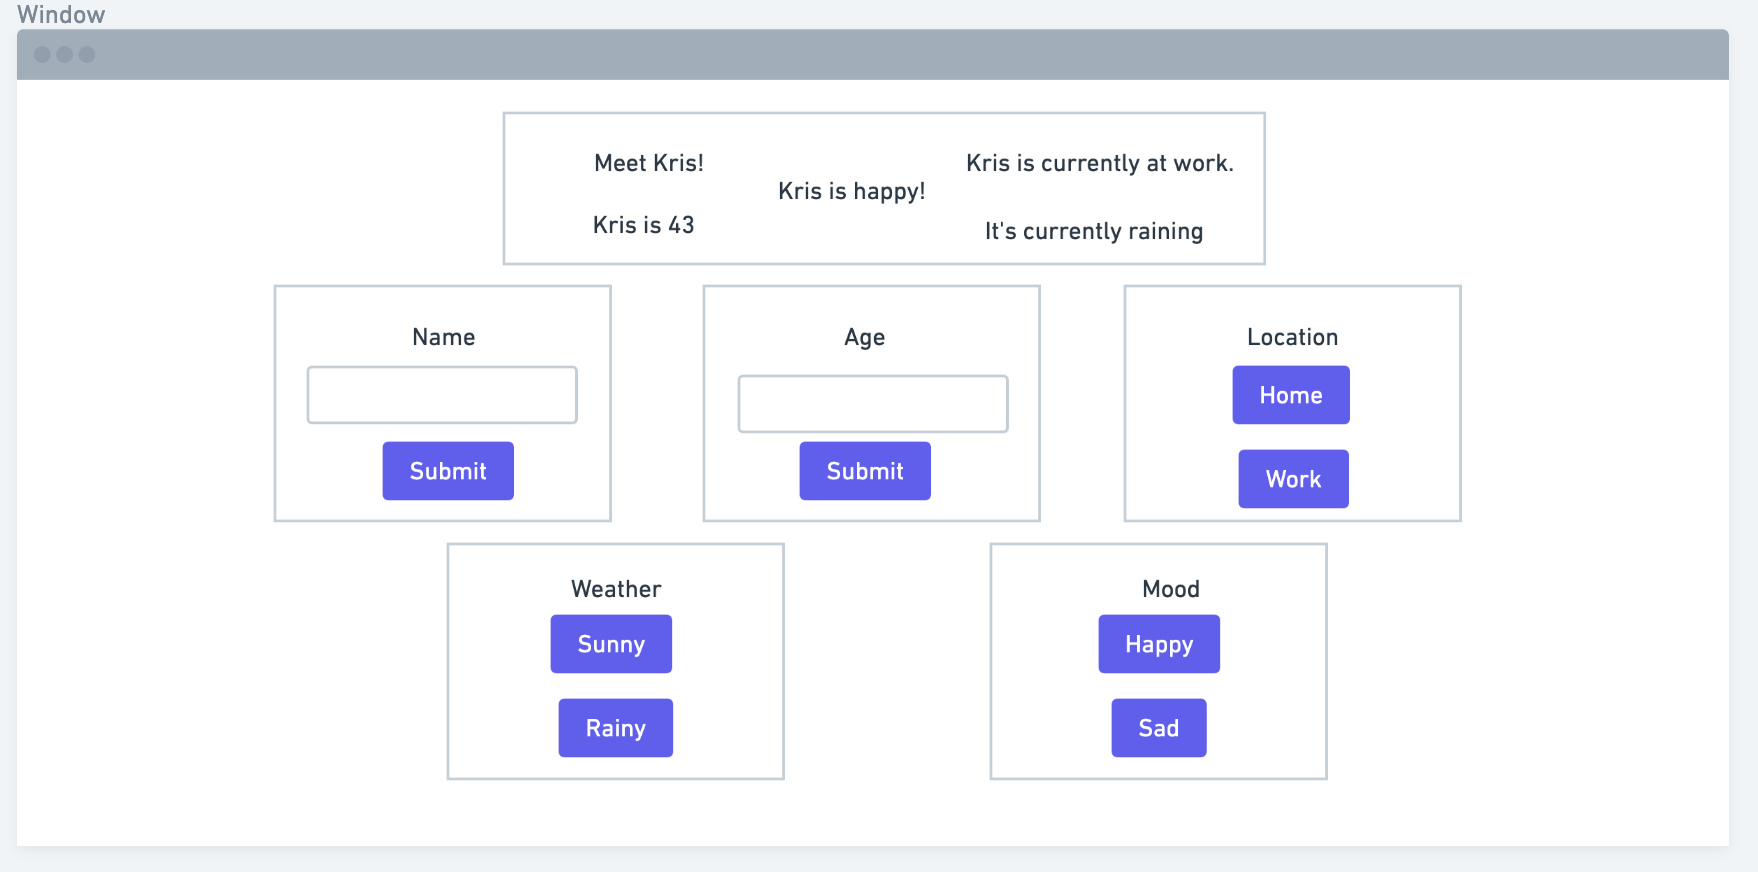 Window
Meet Kris!
Kris is happy!
Kris is currently at work.
Kris is 43
It's currently raining
Name
Submit
Age
Submit
Location
Home
Work
Weather
Sunny
Rainy
Mood
Happy
Sad